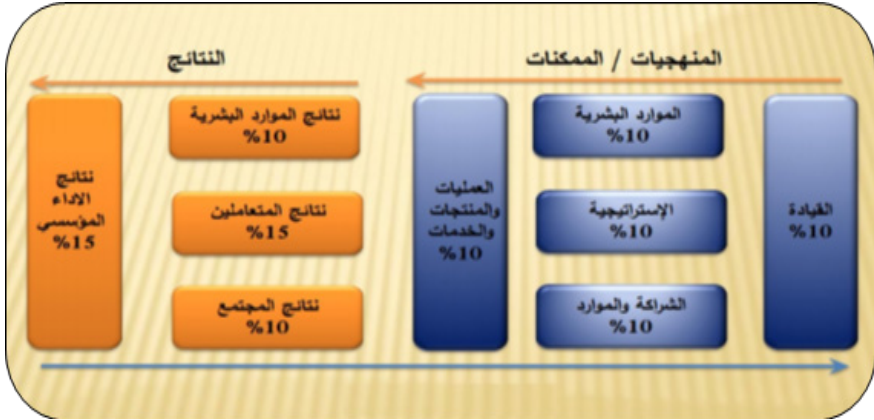 المنهجيات / الممكنات
القيادة
%10
الموارد البشرية
%10
الإستراتيجية
%10
الشراكة والموارد
%10
العمليات
والمنتجات
والخدمات
%10
النتائج
نتائج الموارد البشرية
%10
نتائج المتعاملين
%15
نتائج المجتمع
%10
نتائج
الاداء
المؤسسي
%15